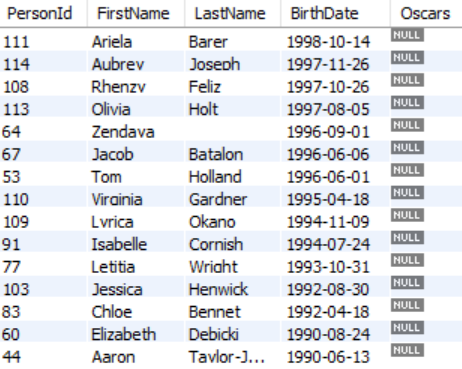 PersonId FirstName LastName BirthDate Oscars
111 Ariela Barer 1998-10-14 NULL
114 Aubrey Joseph 1997-11-26 NULL
108 Rhenzy Feliz 1997-10-26 NULL
113 Olivia Holt 1997-08-05 NULL
64 Zendaya 1996-09-01 NULL
67 Jacob Batalon 1996-06-06 NULL
53 Tom Holland 1996-06-01 NULL
110 Virginia Gardner 1995-04-18 NULL
109 Lyrica Okano 1994-11-09 NULL
91 Isabelle Cornish 1994-07-24 NULL
77 Letitia Wright 1993-10-31 NULL
103 Jessica Henwick 1992-08-30 NULL
83 Chloe Bennet 1992-04-18 NULL
60 Elizabeth Debicki 1990-08-24 NULL
44 Aaron Taylor-J... 1990-06-13 NULL